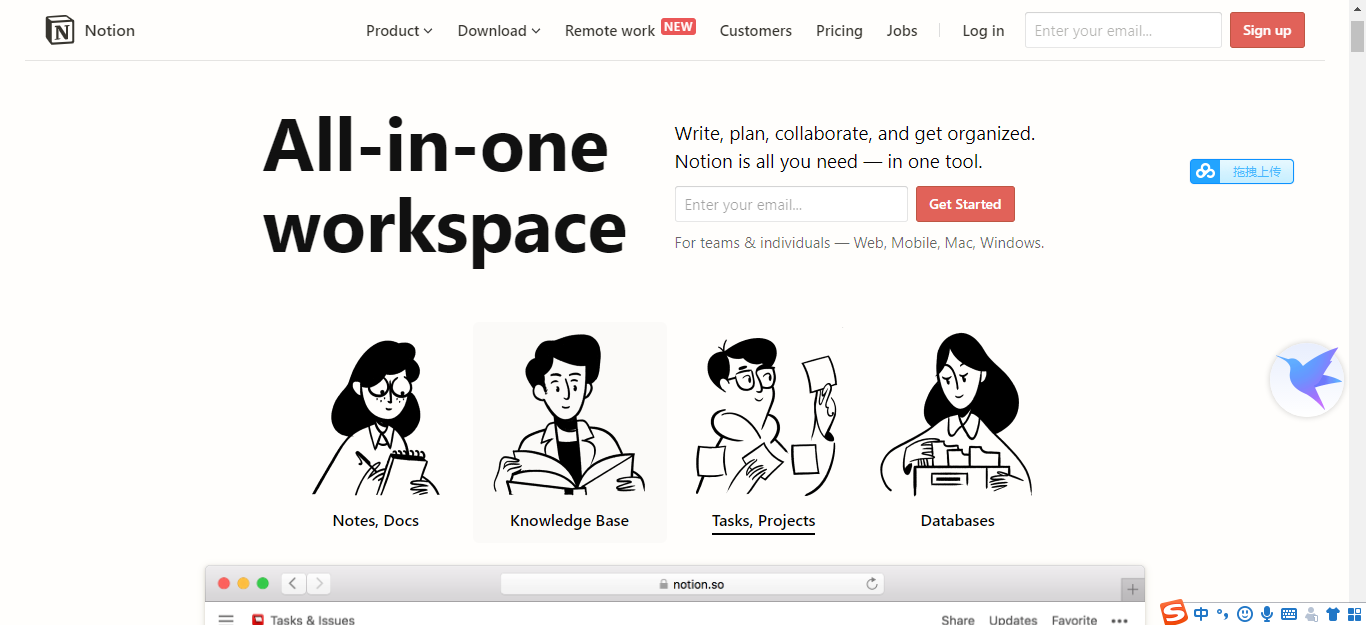 Notion
Product
Download
Remote work NEW
Customers
Pricing
Jobs
Log in
Enter your email...
Sign up
All-in-one
workspace
Write, plan, collaborate, and get organized.
Notion is all you need — in one tool.
Enter your email...
Get Started
For teams & individuals — Web, Mobile, Mac, Windows.
拖拽上传
Notes, Docs
Knowledge Base
Tasks, Projects
Databases
notion.so
Tasks & Issues
Share
Updates
Favorite
中